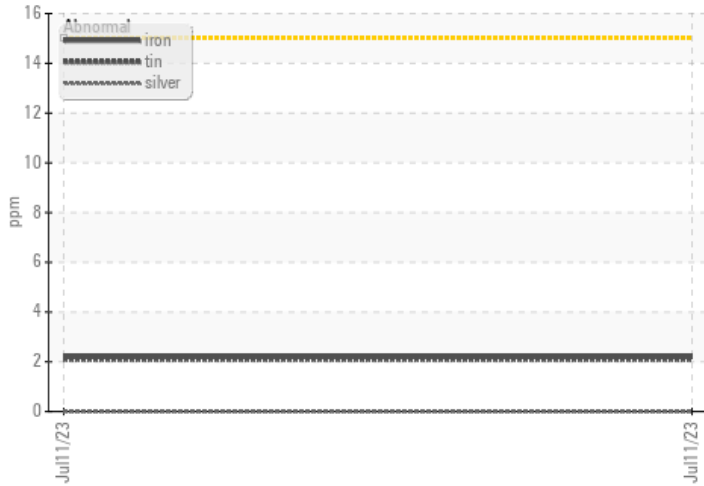 16
Abnormal
iron
14
tin
silver
12
10
ppm
8
6
4
2
0
Jul11/23
Jul11/23